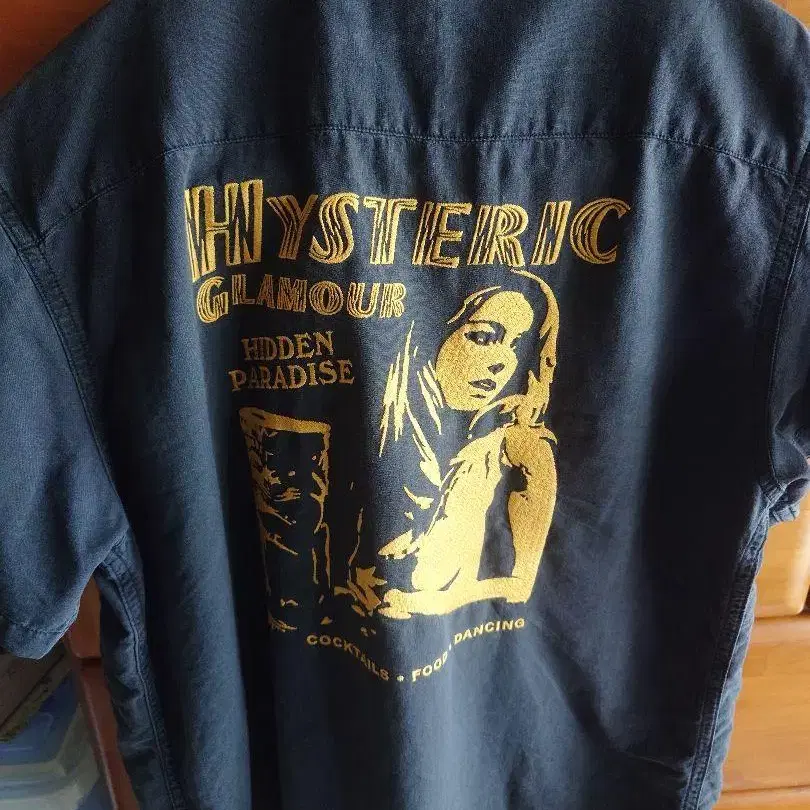 HYSTERIC
GLAMOUR
HIDDEN
PARADISE
COCKTAILS • FOOD • DANCING